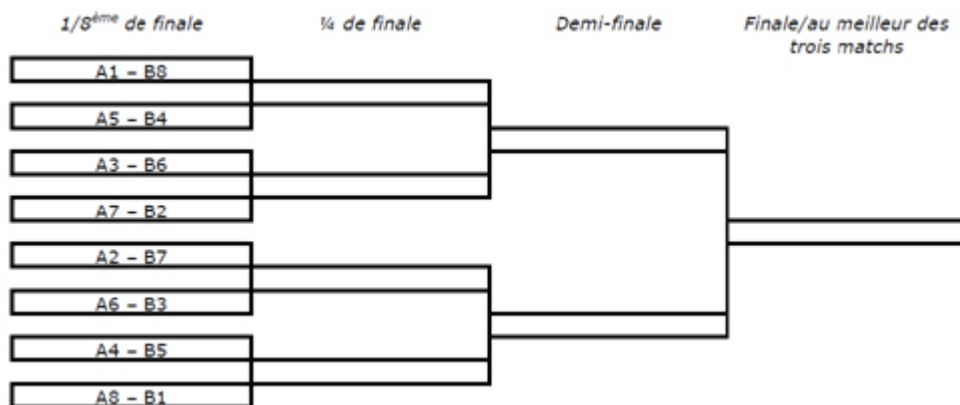 1/8ème de finale
¼ de finale
Demi-finale
Finale/au meilleur des
trois matchs
A1 – B8
A5 – B4
A3 – B6
A7 – B2
A2 – B7
A6 – B3
A4 – B5
A8 – B1